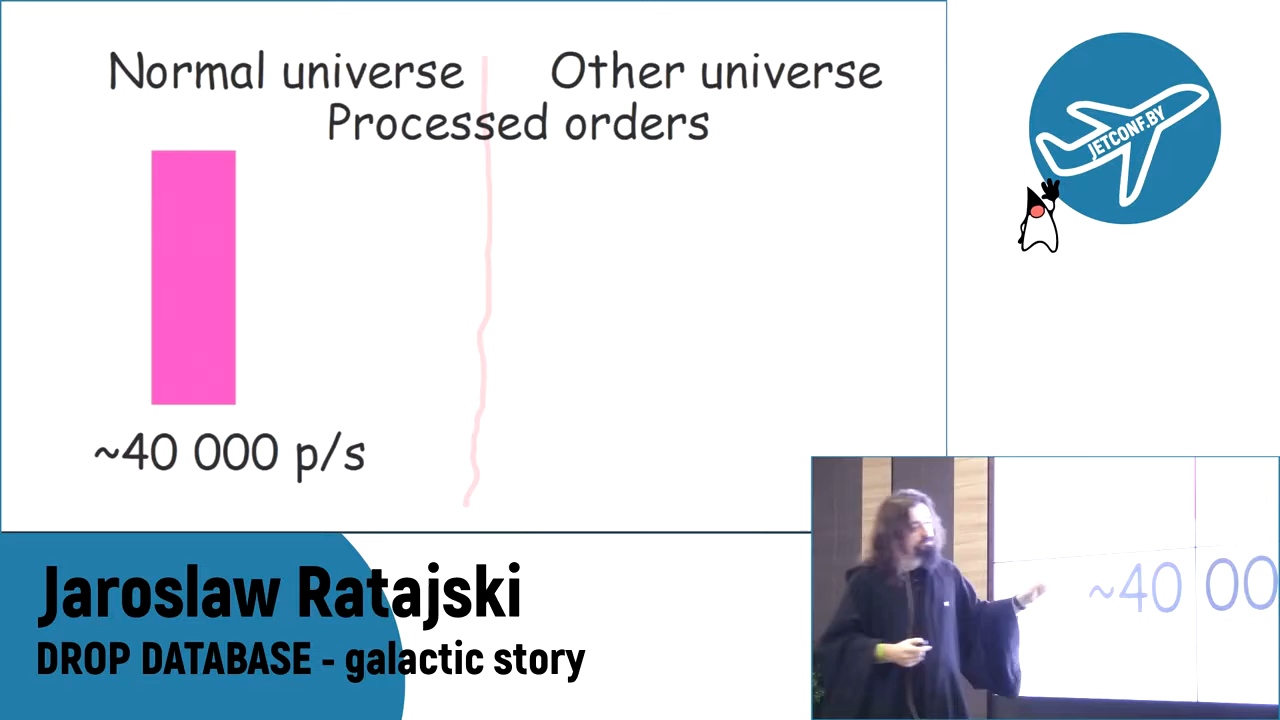 Normal universe
Other universe
Processed orders
~40 000 p/s
JETCONF.BY
Jaroslaw Ratajski
DROP DATABASE - galactic story
~40 00